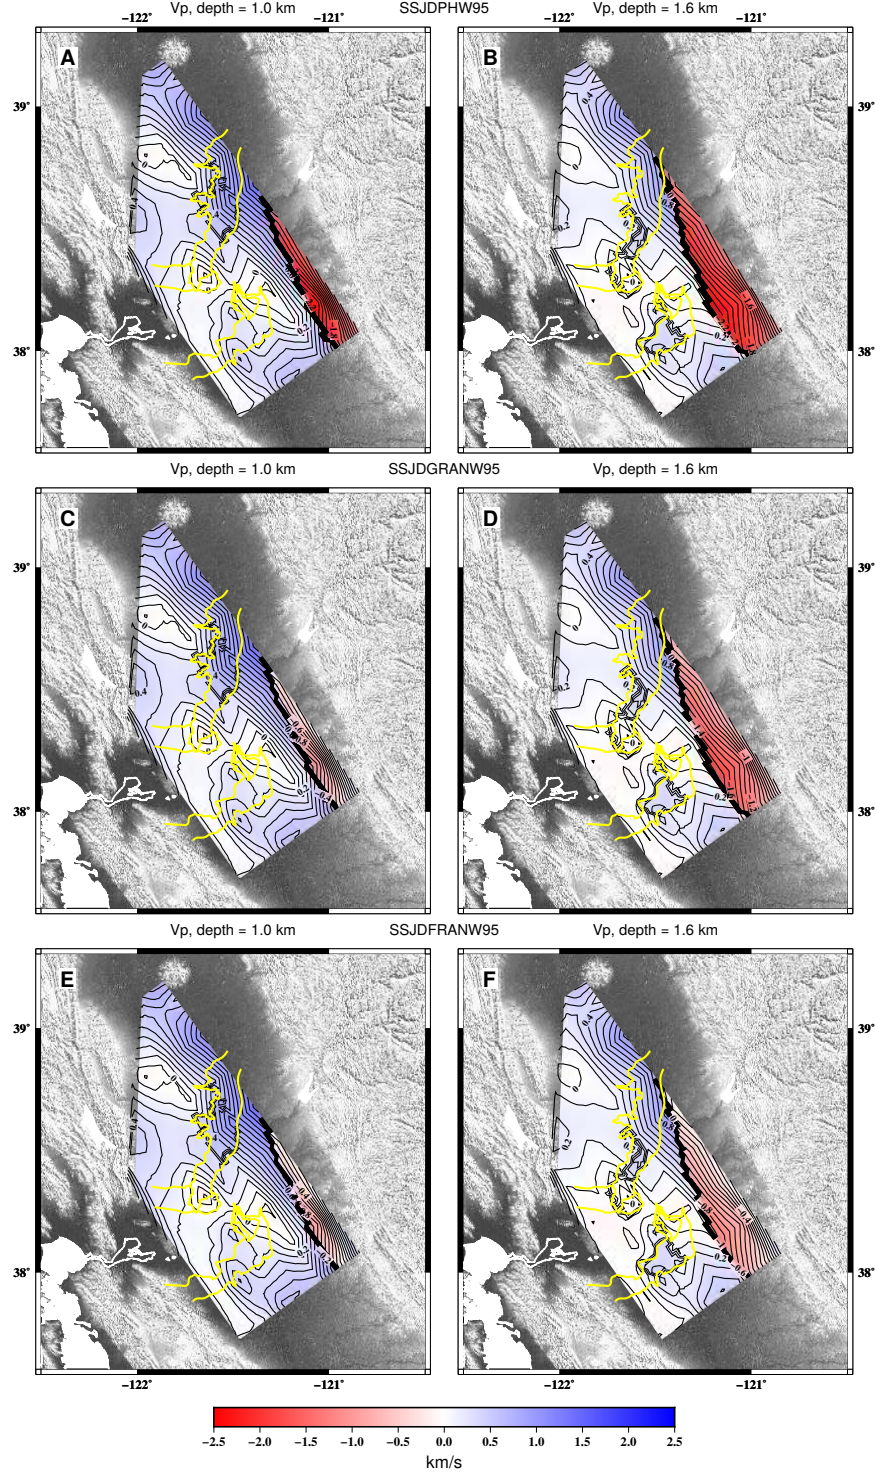 Vp, depth = 1.0 km SSJDPHW95 Vp, depth = 1.6 km
−122° −121° −122° −121°
A B
39° 39°
38° 38°
Vp, depth = 1.0 km SSJDGRANW95 Vp, depth = 1.6 km
C D
39° 39°
38° 38°
Vp, depth = 1.0 km SSJDFRANW95 Vp, depth = 1.6 km
E F
39° 39°
38° 38°
−122° −121° −122° −121°
−2.5 −2.0 −1.5 −1.0 −0.5 0.0 0.5 1.0 1.5 2.0 2.5
km/s